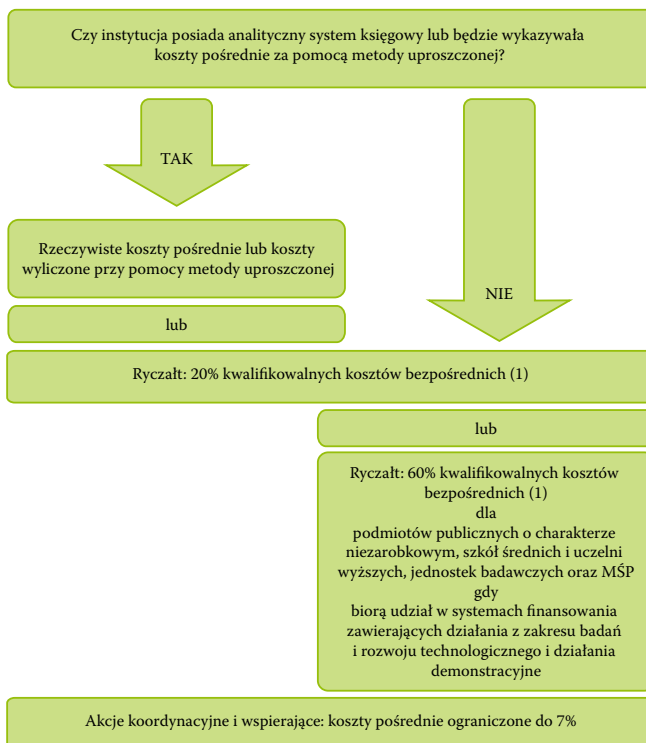 Czy instytucja posiada analityczny system księgowy lub będzie wykazywała
koszty pośrednie za pomocą metody uproszczonej?
TAK
Rzeczywiste koszty pośrednie lub koszty
wyliczone przy pomocy metody uproszczonej
NIE
lub
Ryczałt: 20% kwalifikowalnych kosztów bezpośrednich (1)
lub
Ryczałt: 60% kwalifikowalnych kosztów
bezpośrednich (1)
dla
podmiotów publicznych o charakterze
niezarobkowym, szkół średnich i uczelni
wyższych, jednostek badawczych oraz MŚP
gdy
biorą udział w systemach finansowania
zawierających działania z zakresu badań
i rozwoju technologicznego i działania
demonstracyjne
Akcje koordynacyjne i wspierające: koszty pośrednie ograniczone do 7%